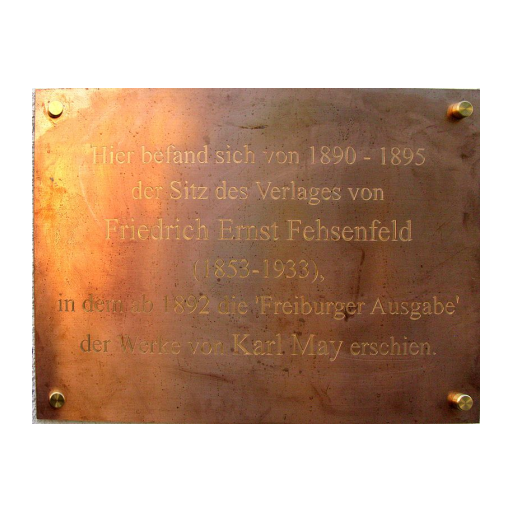 Hier befand sich von 1890 - 1895
der Sitz des Verlages von
Friedrich Ernst Fehsenfeld
(1853-1933),
in dem ab 1892 die 'Freiburger Ausgabe'
der Werke von Karl May erschien.